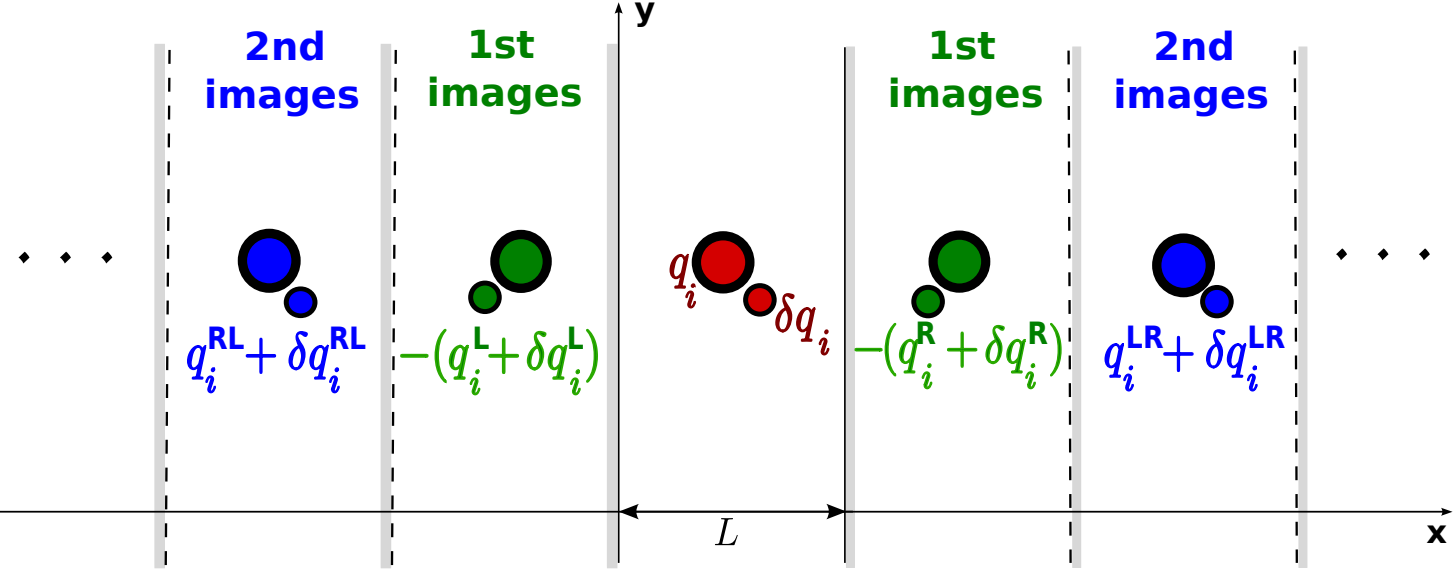 y
2nd images
1st images
1st images
2nd images
. . .
q_i
δq_i
. . .
q_i^RL + δq_i^RL
−(q_i^L + δq_i^L)
−(q_i^R + δq_i^R)
q_i^LR + δq_i^LR
L
x